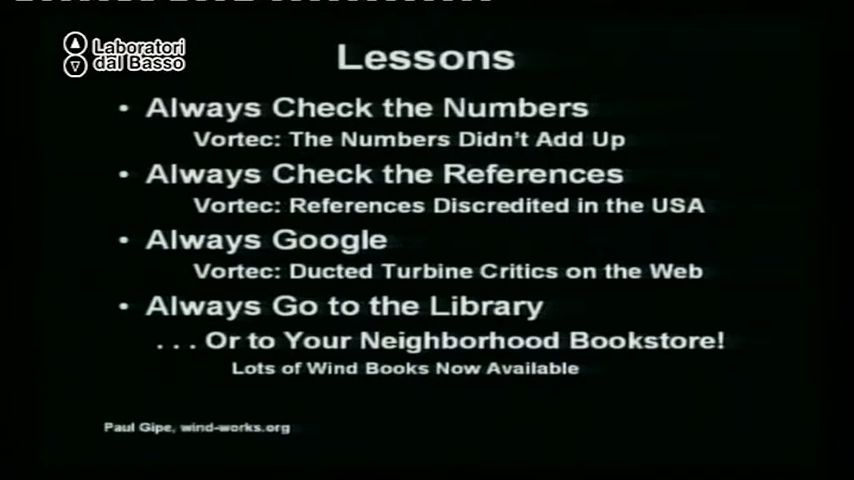 Laboratori
dal Basso
Lessons
• Always Check the Numbers
Vortec: The Numbers Didn't Add Up
• Always Check the References
Vortec: References Discredited in the USA
• Always Google
Vortec: Ducted Turbine Critics on the Web
• Always Go to the Library
. . . Or to Your Neighborhood Bookstore!
Lots of Wind Books Now Available
Paul Gipe, wind-works.org